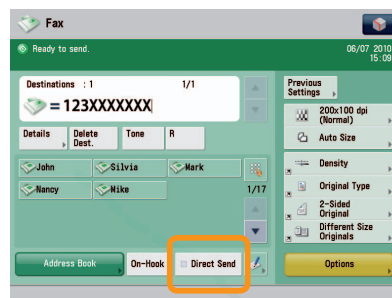 Fax
Ready to send.
06/07 2010
15:09
Destinations : 1
1/1
= 123XXXXXXX
Details
Delete
Dest.
Tone
R
John
Silvia
Mark
Nancy
Mike
1/17
Address Book
On-Hook
Direct Send
Previous
Settings
200x100 dpi
(Normal)
Auto Size
Density
Original Type
2-Sided
Original
Different Size
Originals
Options